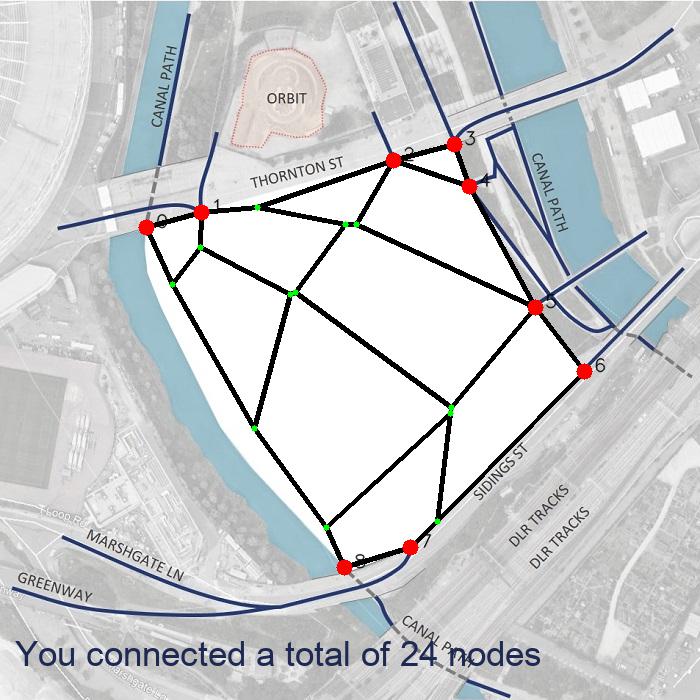 CANAL PATH
ORBIT
THORNTON ST
CANAL PATH
0
1
2
3
4
5
6
7
8
SIDINGS ST
DLR TRACKS
DLR TRACKS
MARSHGATE LN
GREENWAY
CANAL PATH
You connected a total of 24 nodes